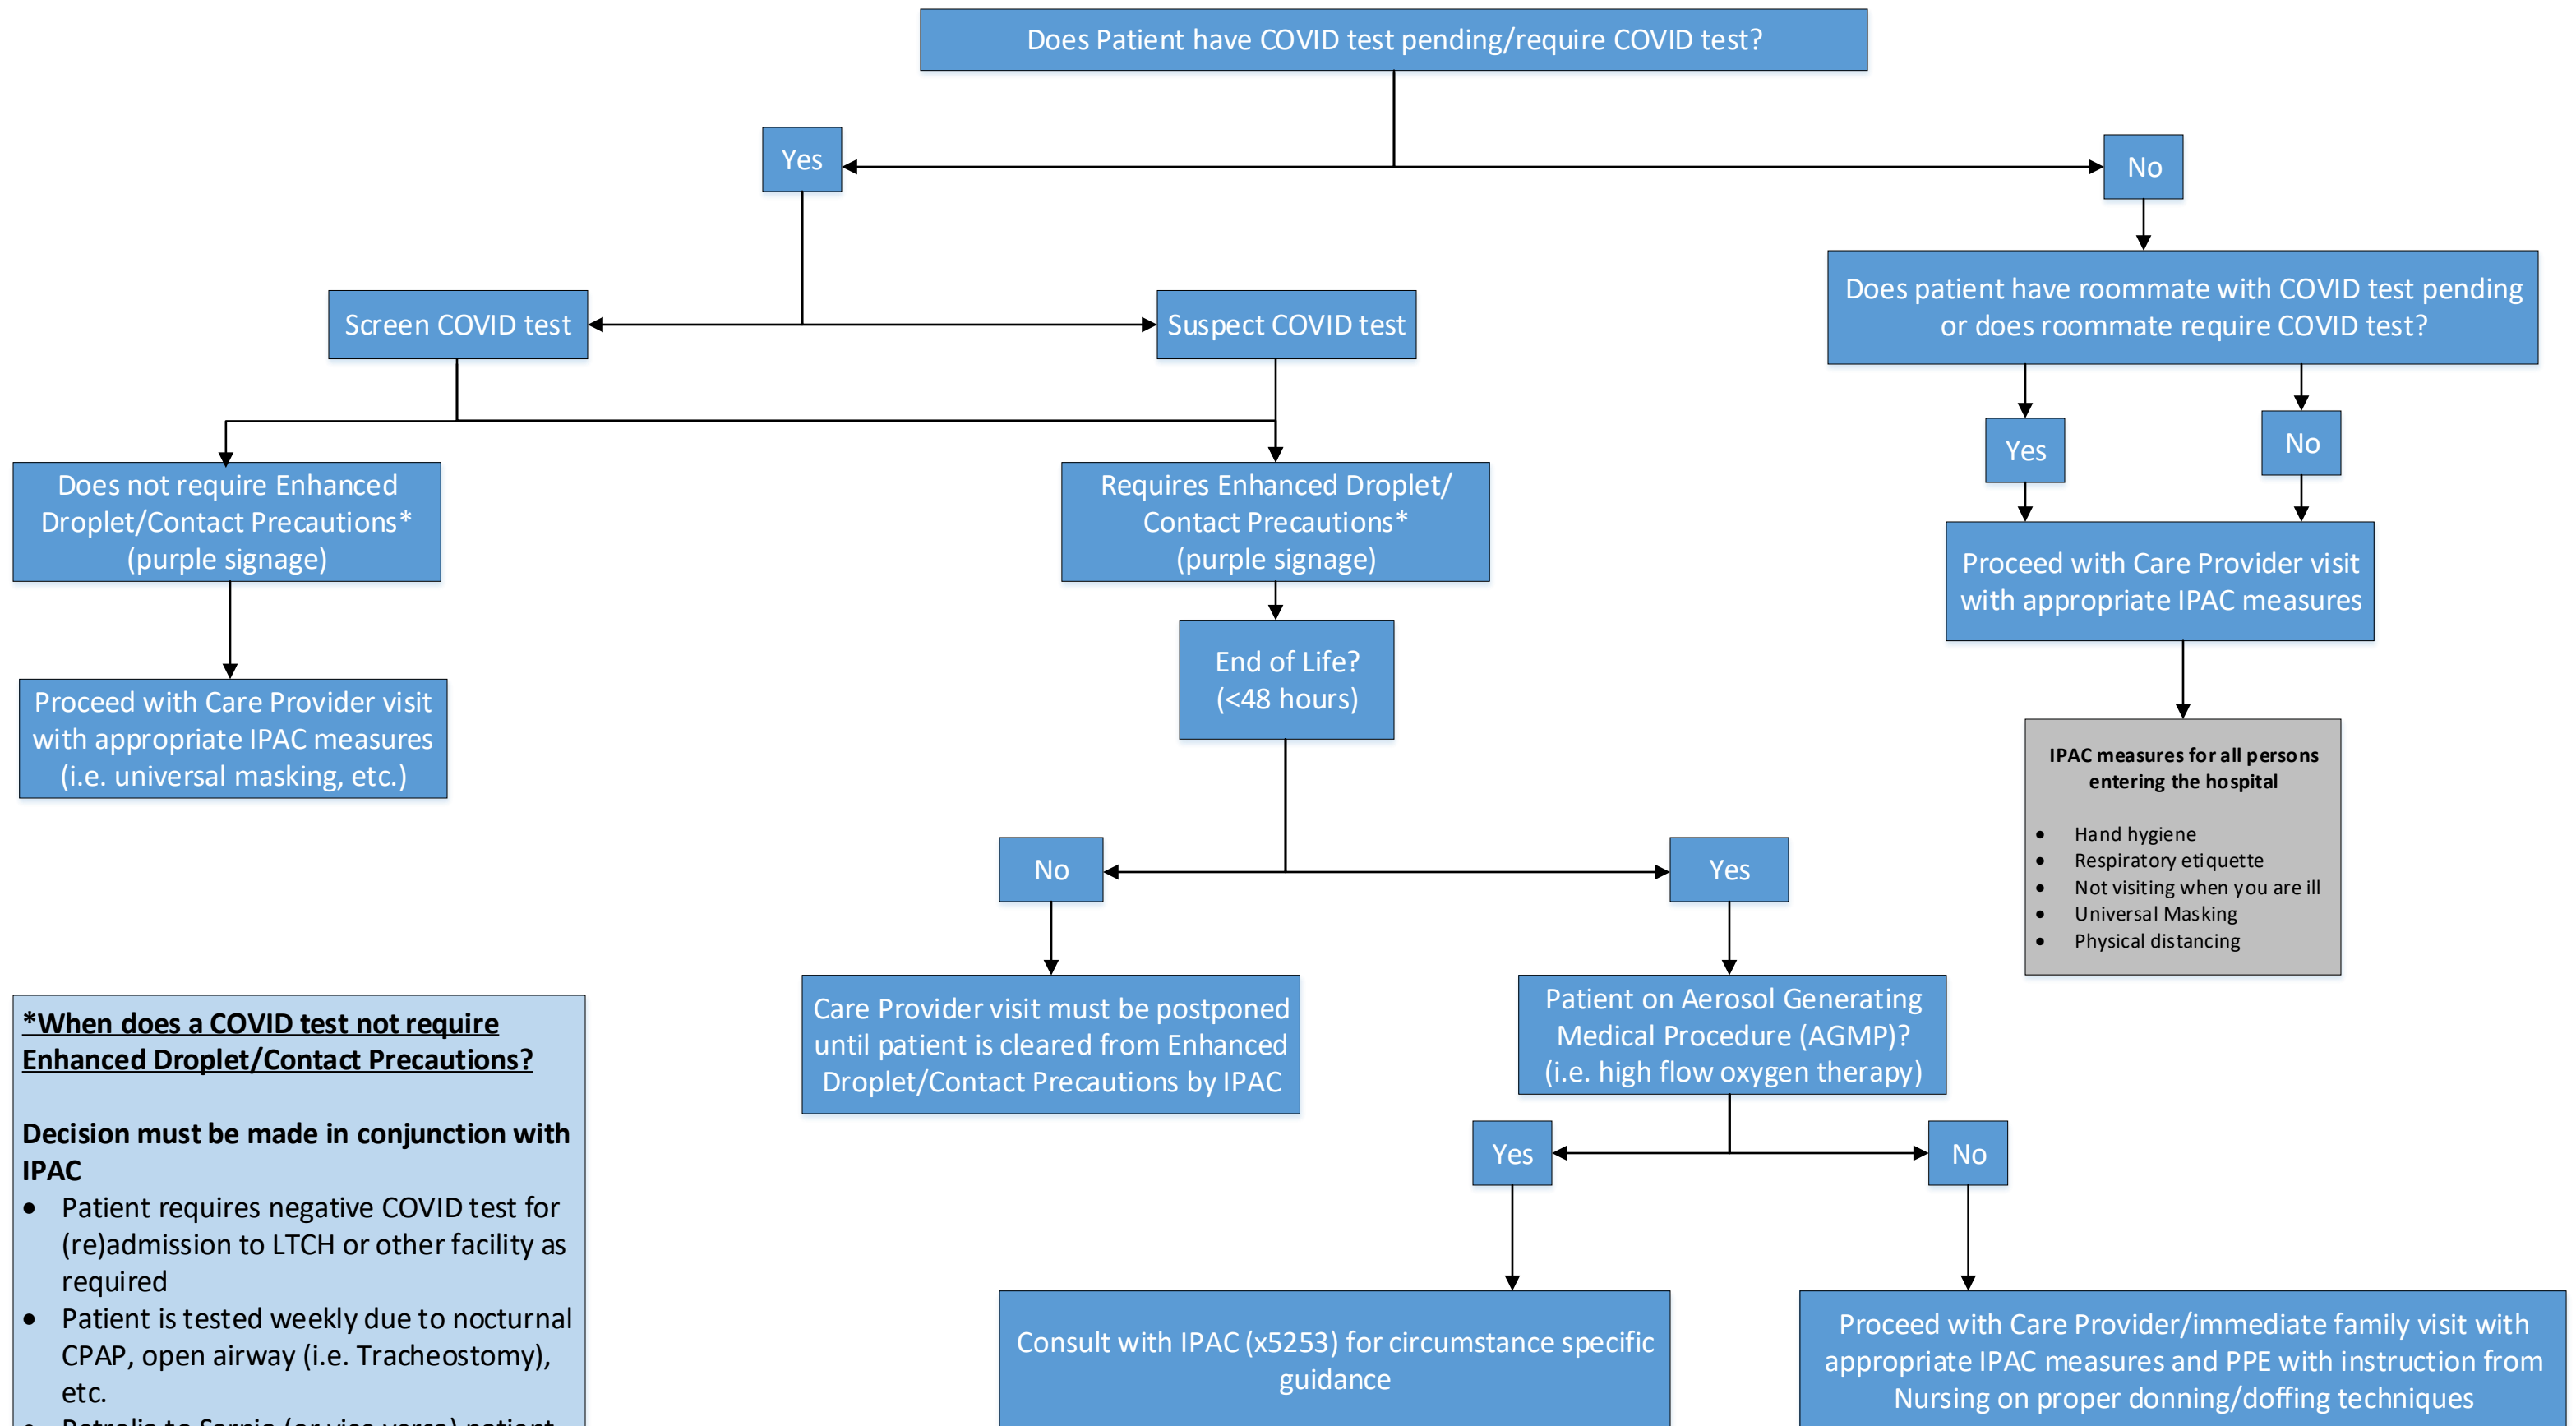 Does Patient have COVID test pending/require COVID test?
Yes
No
Does patient have roommate with COVID test pending
or does roommate require COVID test?
Screen COVID test
Suspect COVID test
Yes
No
Does not require Enhanced
Droplet/Contact Precautions*
(purple signage)
Requires Enhanced Droplet/
Contact Precautions*
(purple signage)
Proceed with Care Provider visit
with appropriate IPAC measures
End of Life?
(<48 hours)
Proceed with Care Provider visit
with appropriate IPAC measures
(i.e. universal masking, etc.)
IPAC measures for all persons
entering the hospital
• Hand hygiene
• Respiratory etiquette
• Not visiting when you are ill
• Universal Masking
• Physical distancing
No
Yes
Care Provider visit must be postponed
until patient is cleared from Enhanced
Droplet/Contact Precautions by IPAC
Patient on Aerosol Generating
Medical Procedure (AGMP)?
(i.e. high flow oxygen therapy)
*When does a COVID test not require
Enhanced Droplet/Contact Precautions?
Decision must be made in conjunction with
IPAC
• Patient requires negative COVID test for
(re)admission to LTCH or other facility as
required
• Patient is tested weekly due to nocturnal
CPAP, open airway (i.e. Tracheostomy),
etc.
• Petrolia to Sarnia (or vice versa) patient
Yes
No
Consult with IPAC (x5253) for circumstance specific
guidance
Proceed with Care Provider/immediate family visit with
appropriate IPAC measures and PPE with instruction from
Nursing on proper donning/doffing techniques